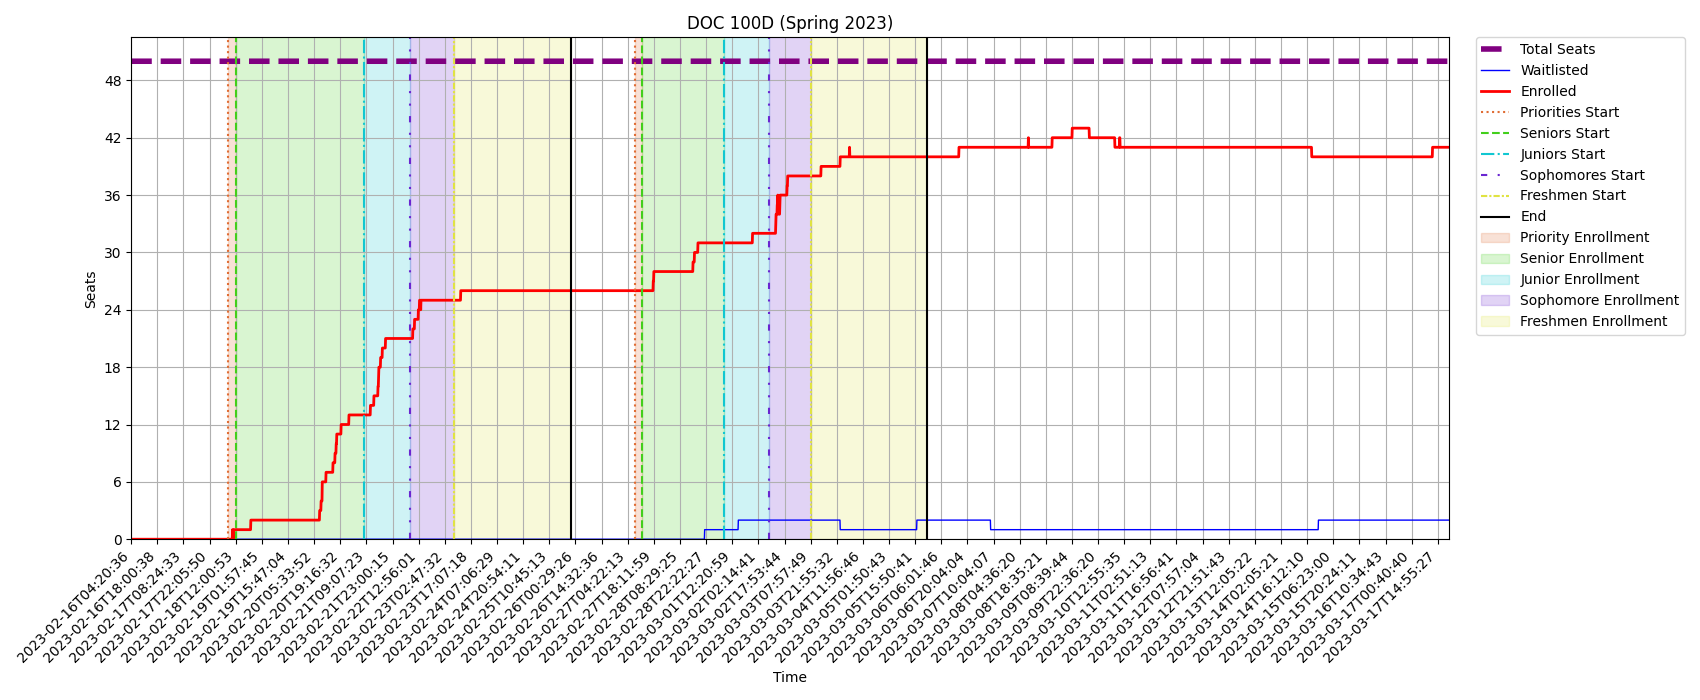 DOC 100D (Spring 2023)
Seats
48
42
36
30
24
18
12
6
0
2023-02-16T04:20:36
2023-02-16T18:00:38
2023-02-17T08:24:33
2023-02-17T22:05:50
2023-02-18T12:00:53
2023-02-19T01:57:45
2023-02-19T15:47:04
2023-02-20T05:33:52
2023-02-20T19:16:32
2023-02-21T09:07:23
2023-02-21T23:00:15
2023-02-22T12:56:01
2023-02-23T02:47:32
2023-02-23T17:07:18
2023-02-24T07:06:29
2023-02-24T20:54:11
2023-02-25T10:45:13
2023-02-26T00:29:26
2023-02-26T14:32:36
2023-02-27T04:22:13
2023-02-27T18:11:59
2023-02-28T08:29:25
2023-02-28T22:22:27
2023-03-01T12:20:59
2023-03-02T02:14:41
2023-03-02T17:53:44
2023-03-03T07:57:49
2023-03-03T21:55:32
2023-03-04T11:56:46
2023-03-05T01:50:43
2023-03-05T15:50:41
2023-03-06T06:01:46
2023-03-06T20:04:04
2023-03-07T10:04:07
2023-03-08T04:36:20
2023-03-08T18:35:21
2023-03-09T08:39:44
2023-03-09T22:36:20
2023-03-10T12:55:35
2023-03-11T02:51:13
2023-03-11T16:56:41
2023-03-12T07:57:04
2023-03-12T21:51:43
2023-03-13T12:05:22
2023-03-14T02:05:21
2023-03-14T16:12:10
2023-03-15T06:23:00
2023-03-15T20:24:11
2023-03-16T10:34:43
2023-03-17T00:40:40
2023-03-17T14:55:27
Time
Total Seats
Waitlisted
Enrolled
Priorities Start
Seniors Start
Juniors Start
Sophomores Start
Freshmen Start
End
Priority Enrollment
Senior Enrollment
Junior Enrollment
Sophomore Enrollment
Freshmen Enrollment